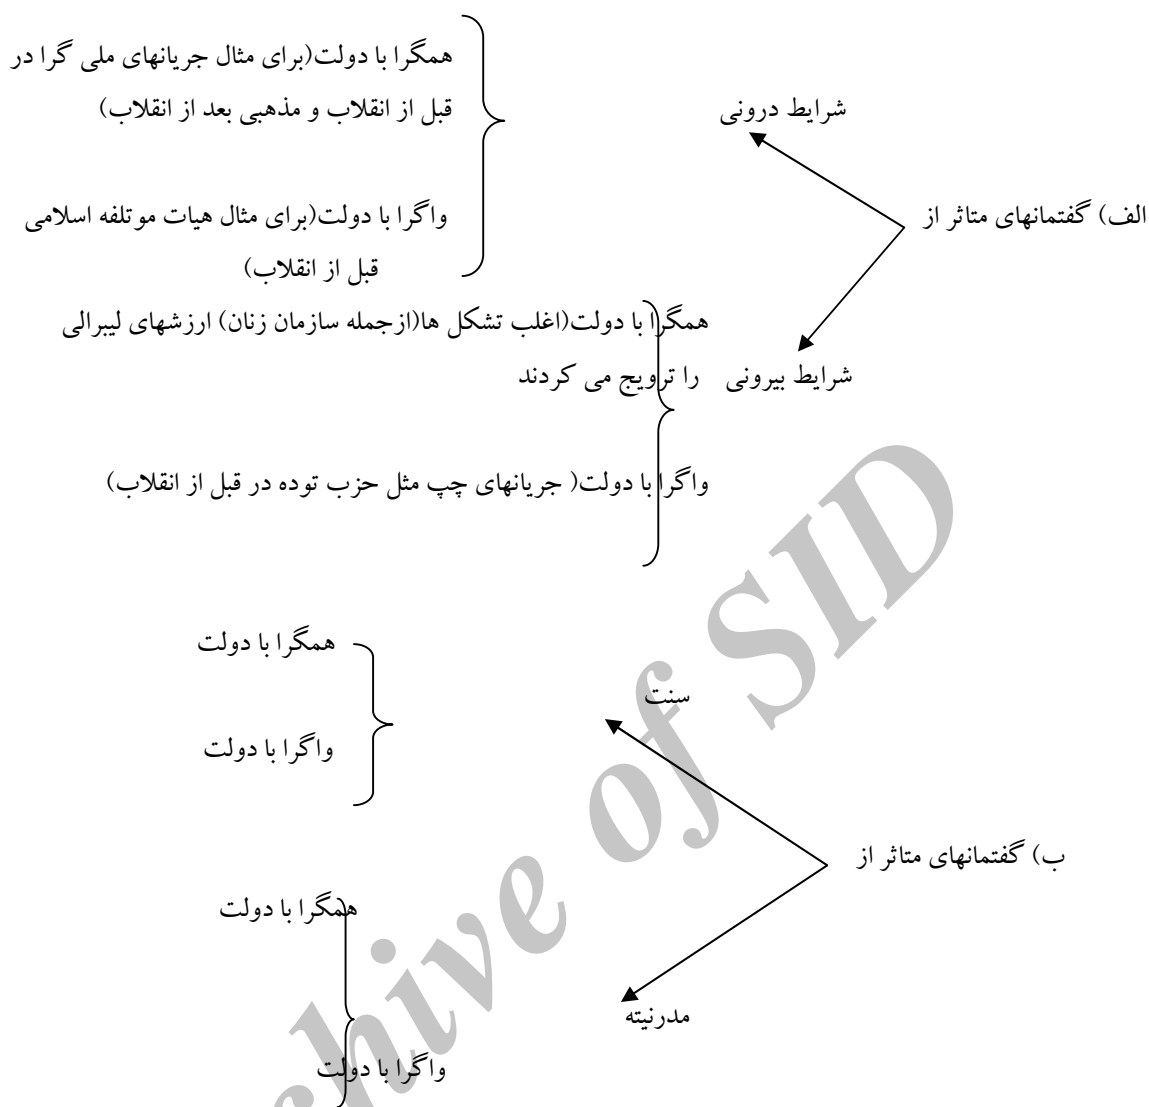 همگرا با دولت(برای مثال جریانهای ملی گرا در
قبل از انقلاب و مذهبی بعد از انقلاب)
شرایط درونی
الف) گفتمانهای متاثر از
واگرا با دولت(برای مثال هیات موتلفه اسلامی
قبل از انقلاب)
همگرا با دولت(اغلب تشکل ها(ازجمله سازمان زنان) ارزشهای لیبرالی
را ترویج می کردند
شرایط بیرونی
واگرا با دولت( جریانهای چپ مثل حزب توده در قبل از انقلاب)
همگرا با دولت
سنت
واگرا با دولت
ب) گفتمانهای متاثر از
همگرا با دولت
مدرنیته
واگرا با دولت
chive of SID